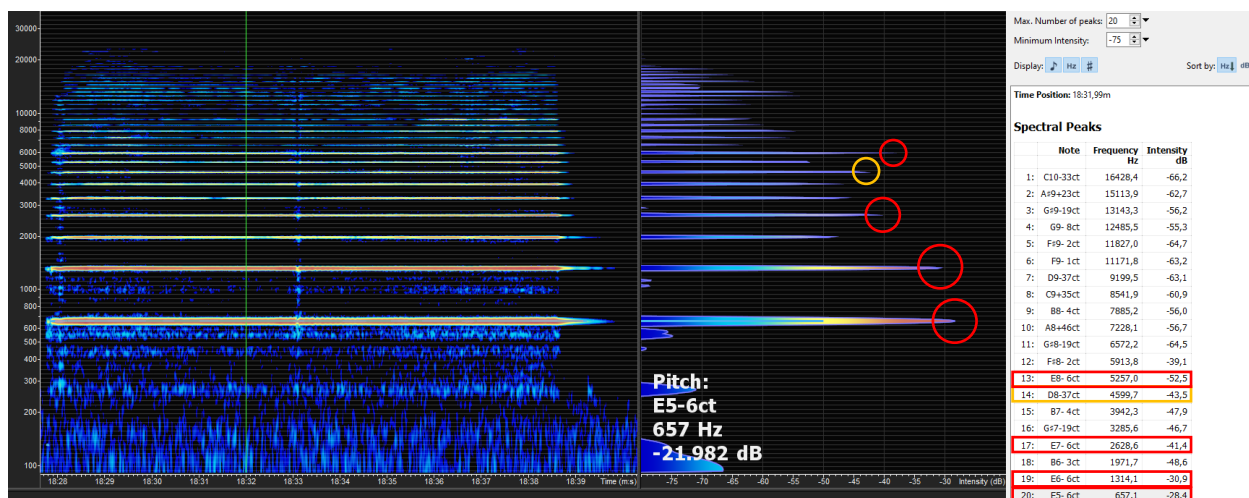 30000
20000
10000
8000
6000
5000
4000
3000
2000
1000
800
600
500
400
300
200
100
18:28 18:29 18:30 18:31 18:32 18:33 18:34 18:35 18:36 18:37 18:38 18:39 Time (m:s)
Pitch:
E5-6ct
657 Hz
-21.982 dB
-75 -70 -65 -60 -55 -50 -45 -40 -35 -30 Intensity (dB)
Max. Number of peaks: 20
Minimum Intensity: -75
Display: ♪ Hz # Sort by: Hz↓ dB
Time Position: 18:31,99m
Spectral Peaks
Note Frequency Intensity
Hz dB
1: C10-33ct 16428,4 -66,2
2: A♯9+23ct 15113,9 -62,7
3: G♯9-19ct 13143,3 -56,2
4: G9- 8ct 12485,5 -55,3
5: F♯9- 2ct 11827,0 -64,7
6: F9- 1ct 11171,8 -63,2
7: D9-37ct 9199,5 -63,1
8: C9+35ct 8541,9 -60,9
9: B8- 4ct 7885,2 -56,0
10: A8+46ct 7228,1 -56,7
11: G♯8-19ct 6572,2 -64,5
12: F♯8- 2ct 5913,8 -39,1
13: E8- 6ct 5257,0 -52,5
14: D8-37ct 4599,7 -43,5
15: B7- 4ct 3942,3 -47,9
16: G♯7-19ct 3285,6 -46,7
17: E7- 6ct 2628,6 -41,4
18: B6- 3ct 1971,7 -48,6
19: E6- 6ct 1314,1 -30,9
20: E5- 6ct 657,1 -28,4